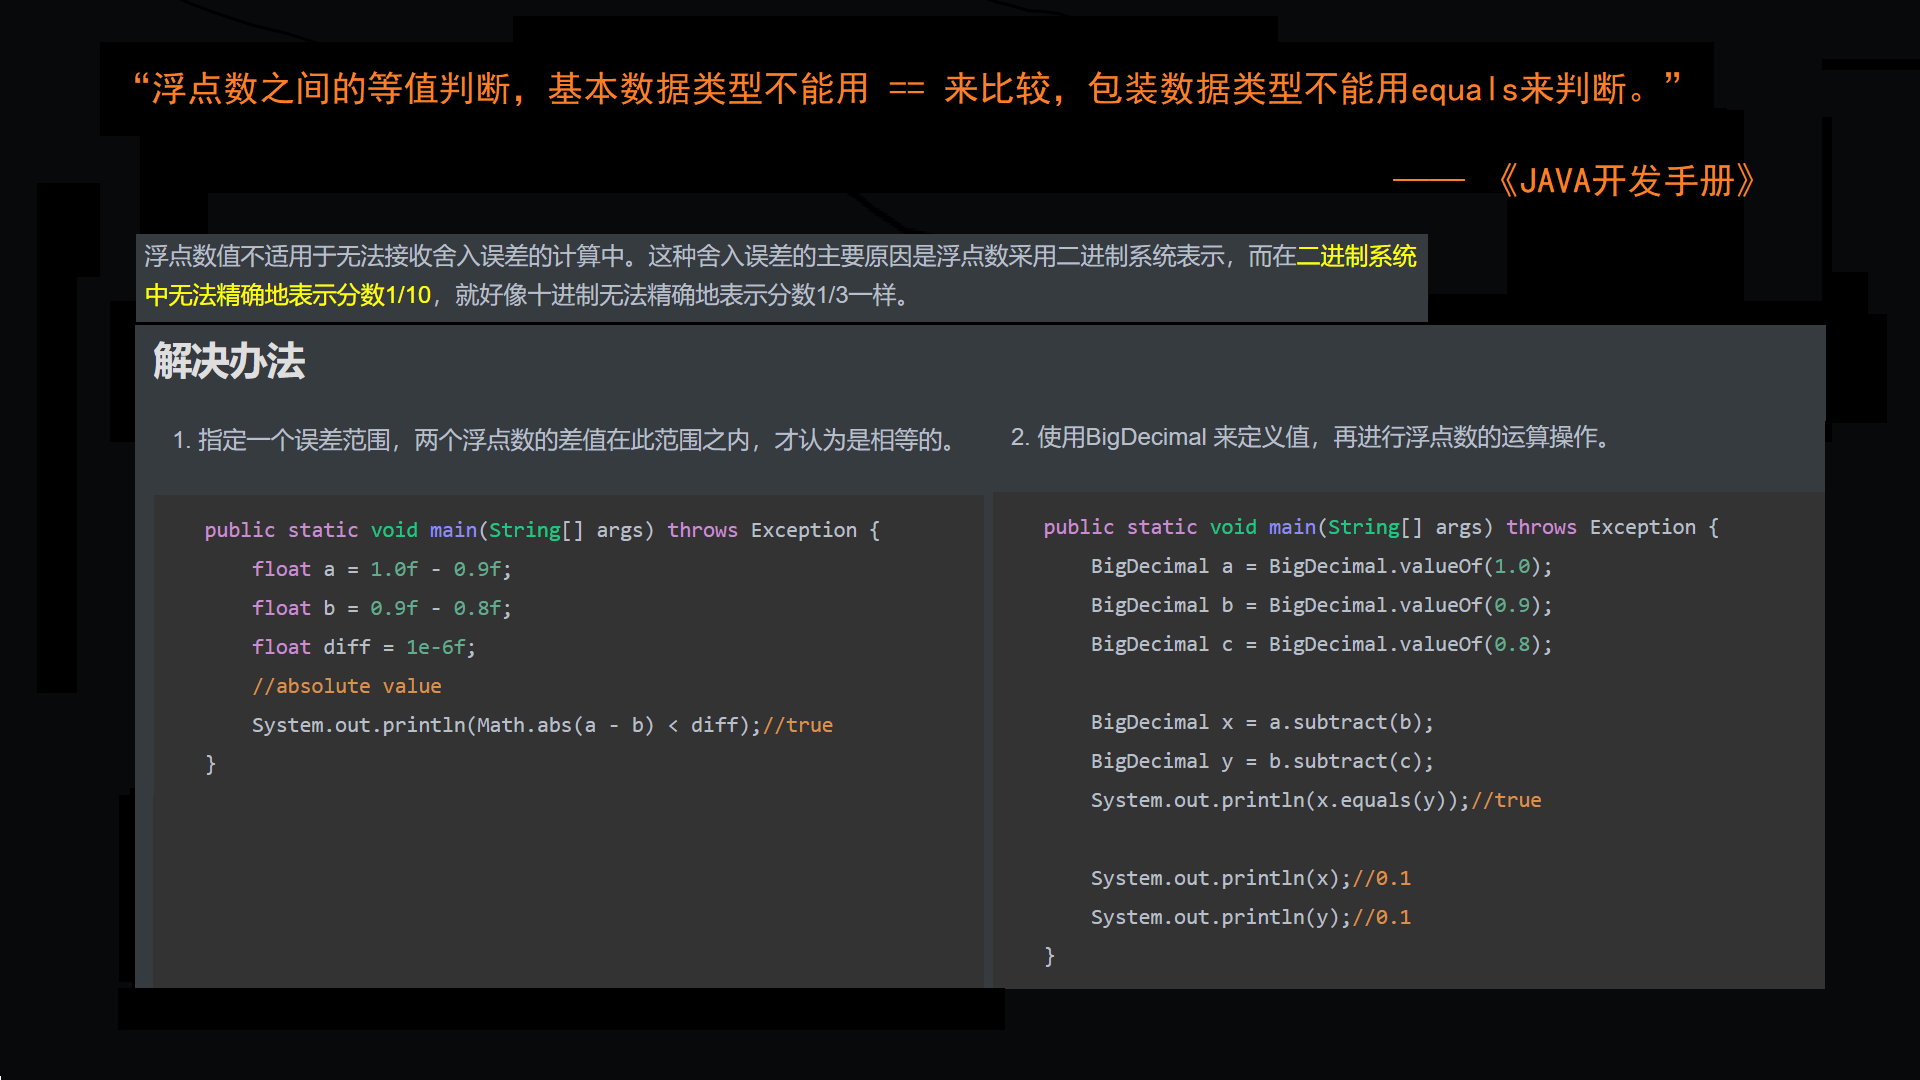 “浮点数之间的等值判断，基本数据类型不能用 == 来比较，包装数据类型不能用equals来判断。”
—— 《JAVA开发手册》
浮点数值不适用于无法接收舍入误差的计算中。这种舍入误差的主要原因是浮点数采用二进制系统表示，而在二进制系统
中无法精确地表示分数1/10，就好像十进制无法精确地表示分数1/3一样。
解决办法
1. 指定一个误差范围，两个浮点数的差值在此范围之内，才认为是相等的。
public static void main(String[] args) throws Exception {
    float a = 1.0f - 0.9f;
    float b = 0.9f - 0.8f;
    float diff = 1e-6f;
    //absolute value
    System.out.println(Math.abs(a - b) < diff);//true
}
2. 使用BigDecimal 来定义值，再进行浮点数的运算操作。
public static void main(String[] args) throws Exception {
    BigDecimal a = BigDecimal.valueOf(1.0);
    BigDecimal b = BigDecimal.valueOf(0.9);
    BigDecimal c = BigDecimal.valueOf(0.8);
    BigDecimal x = a.subtract(b);
    BigDecimal y = b.subtract(c);
    System.out.println(x.equals(y));//true
    System.out.println(x);//0.1
    System.out.println(y);//0.1
}